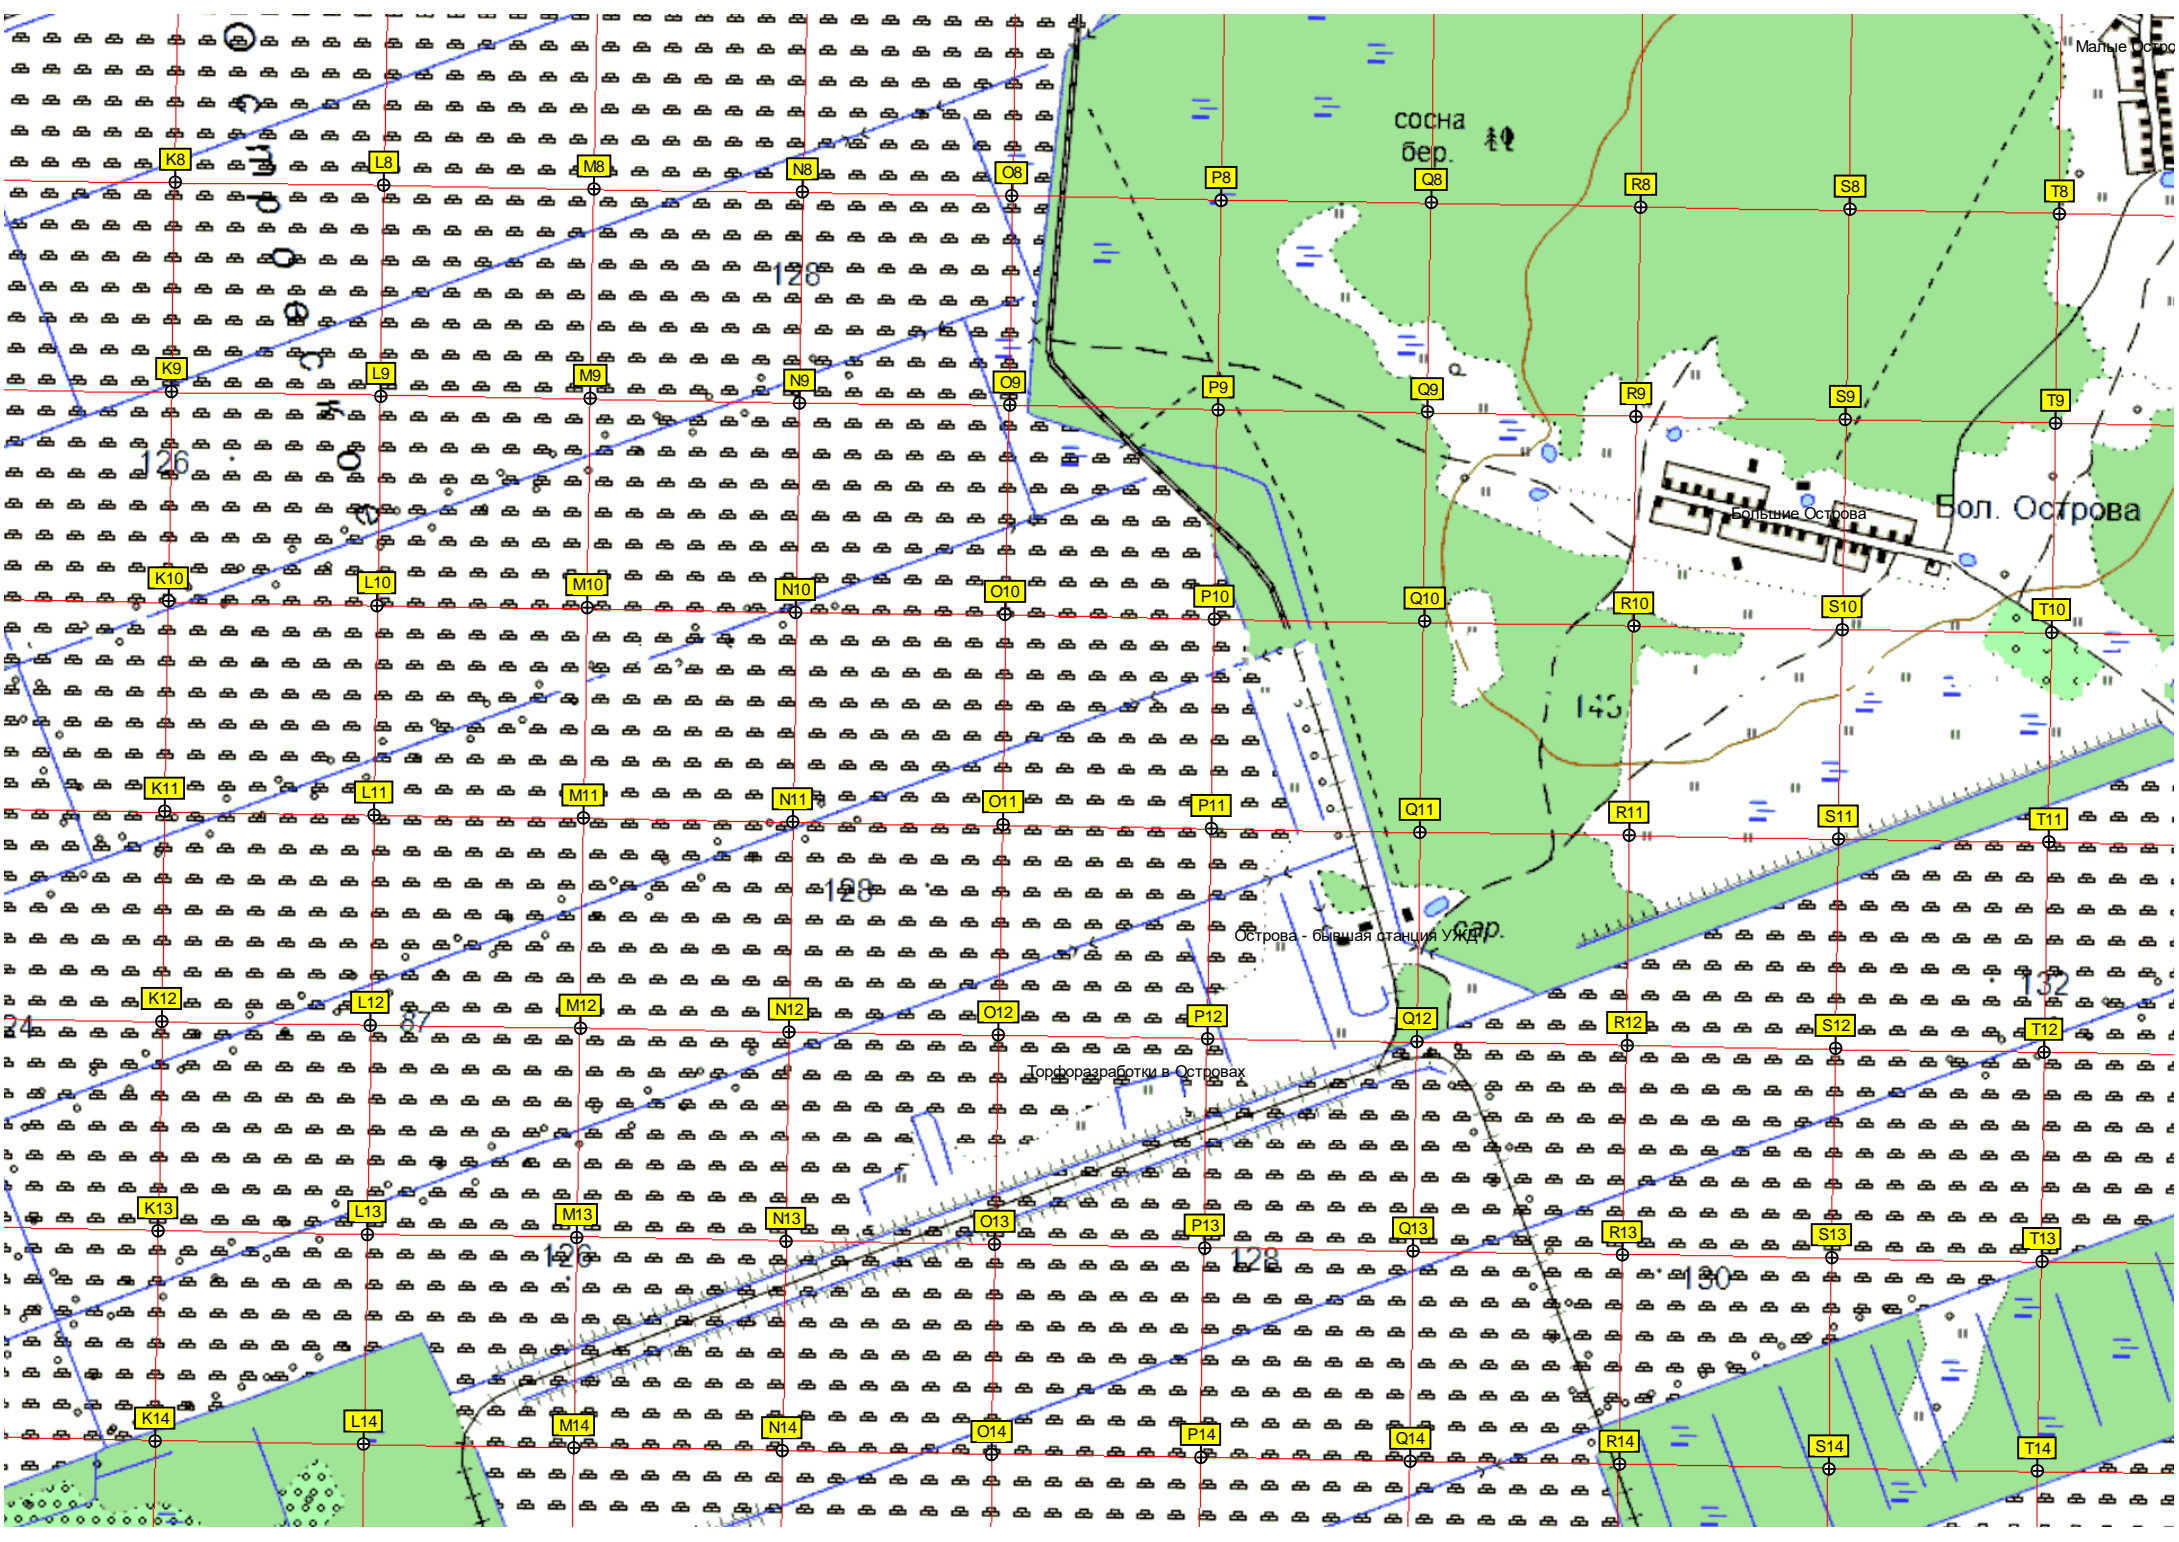 Малые Остро
сосна
бер.
K8 L8 M8 N8 O8 P8 Q8 R8 S8 T8
128
K9 L9 M9 N9 O9 P9 Q9 R9 S9 T9
126
Большие Острова
Бол. Острова
K10 L10 M10 N10 O10 P10 Q10 R10 S10 T10
143
K11 L11 M11 N11 O11 P11 Q11 R11 S11 T11
128
сар.
Острова - бывшая станция УЖД
132
K12 L12 M12 N12 O12 P12 Q12 R12 S12 T12
24
87
Торфоразработки в Островах
K13 L13 M13 N13 O13 P13 Q13 R13 S13 T13
126
128
130
K14 L14 M14 N14 O14 P14 Q14 R14 S14 T14